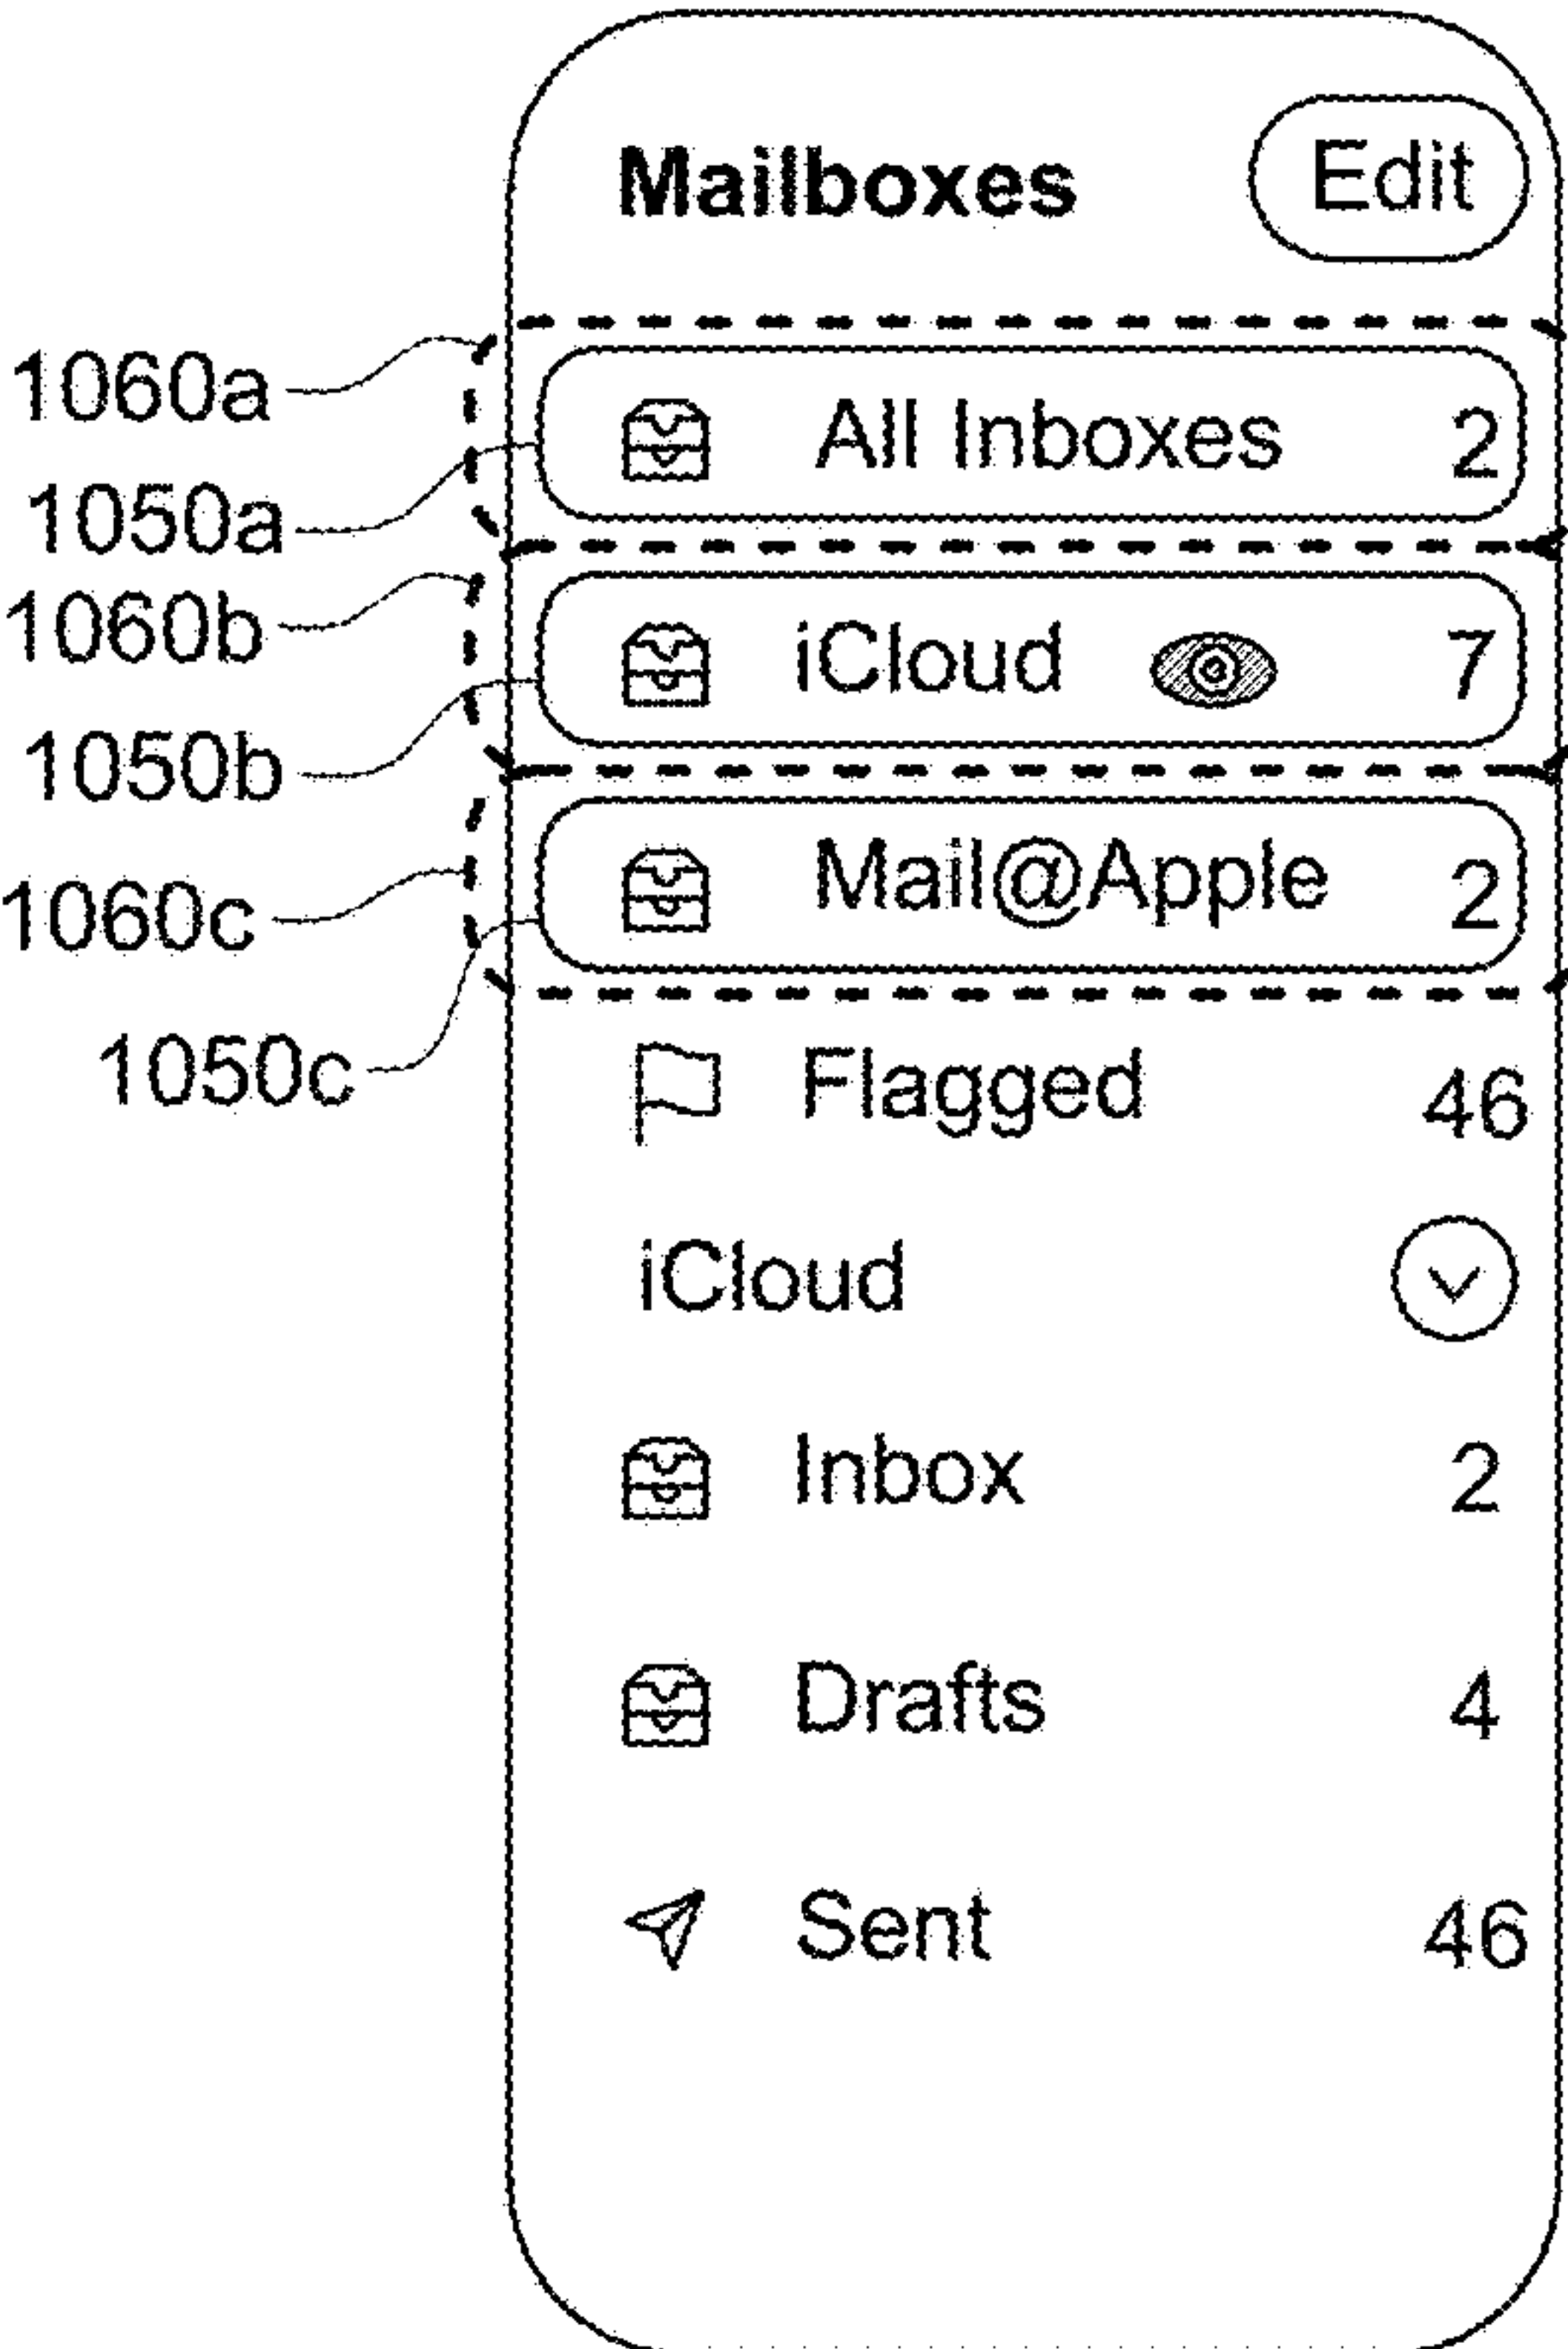 Mailboxes Edit
1060a
All Inboxes 2
1050a
1060b
iCloud 7
1050b
Mail@Apple 2
1060c
1050c
Flagged 46
iCloud
Inbox 2
Drafts 4
Sent 46